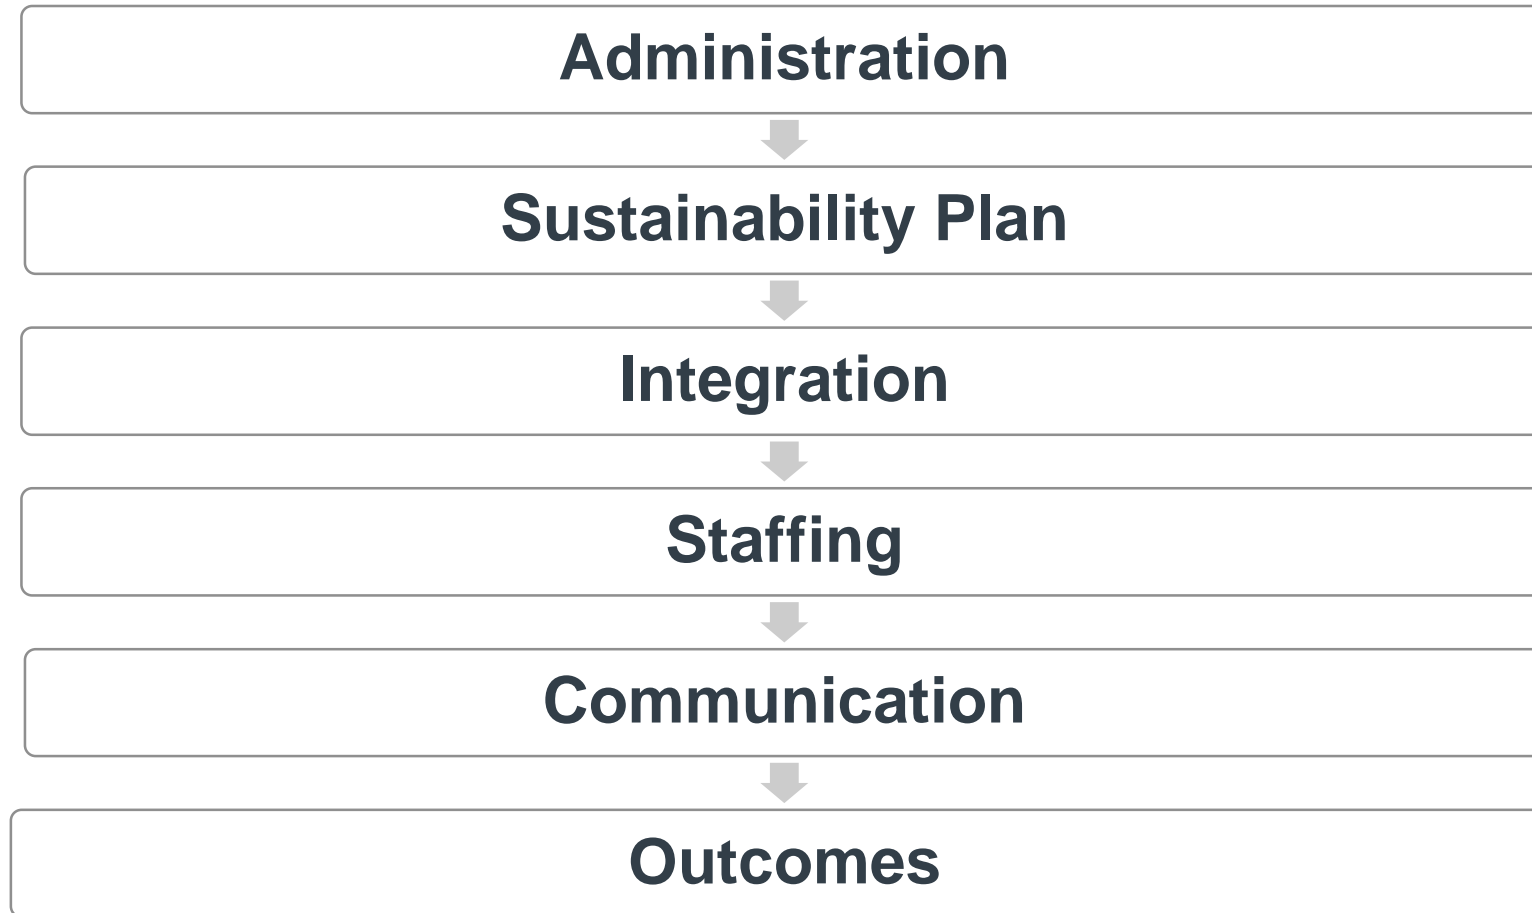 Administration
Sustainability Plan
Integration
Staffing
Communication
Outcomes